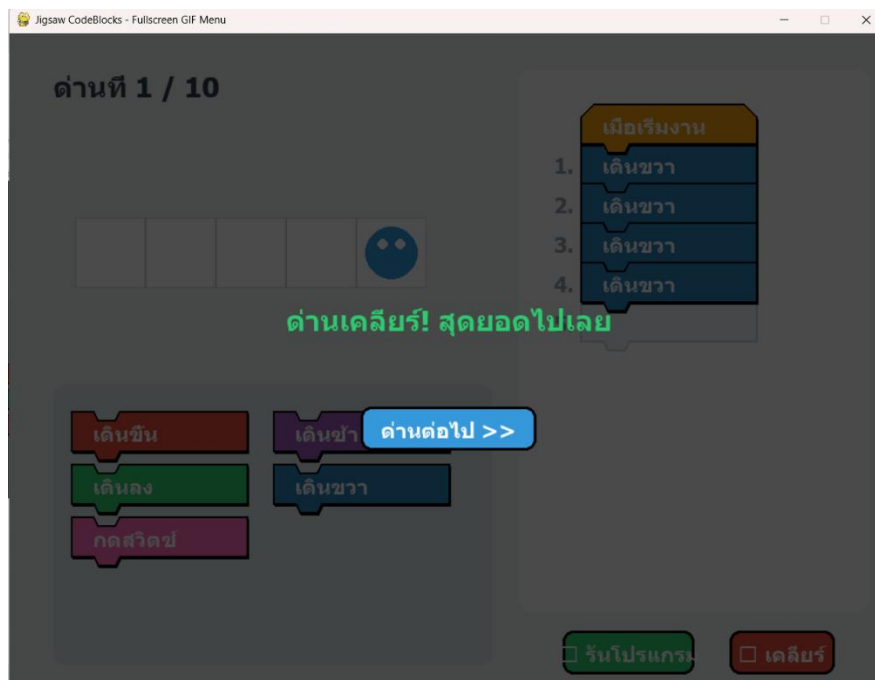 Jigsaw CodeBlocks - Fullscreen GIF Menu
ด่านที่ 1 / 10
เมื่อเริ่มงาน
1. เดินขวา
2. เดินขวา
3. เดินขวา
4. เดินขวา
ด่านเคลียร์! สุดยอดไปเลย
เดินขึ้น
เดินซ้า
ด่านต่อไป >>
เดินลง
เดินขวา
กดสวิตช์
รันโปรแกรม
เคลียร์